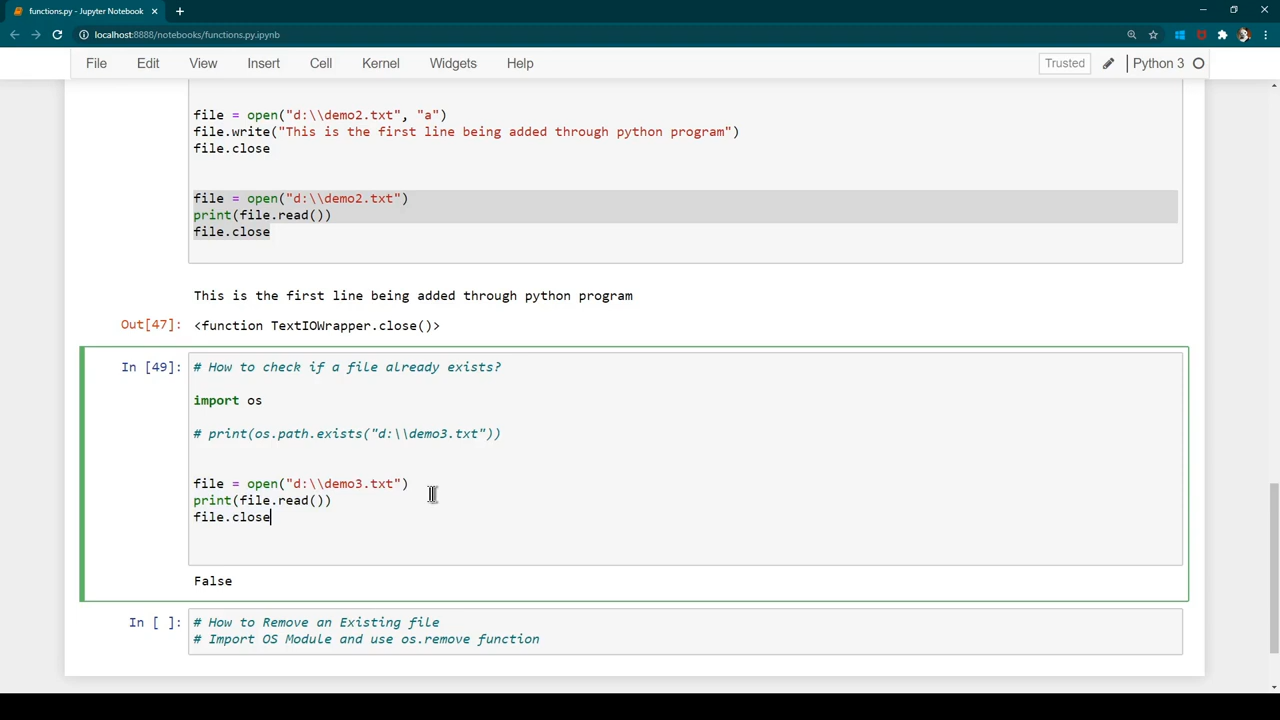 functions.py - Jupyter Notebook
localhost:8888/notebooks/functions.py.ipynb
File Edit View Insert Cell Kernel Widgets Help Trusted Python 3
file = open("d:\\demo2.txt", "a")
file.write("This is the first line being added through python program")
file.close
file = open("d:\\demo2.txt")
print(file.read())
file.close
This is the first line being added through python program
Out[47]: <function TextIOWrapper.close()>
In [49]: # How to check if a file already exists?
import os
# print(os.path.exists("d:\\demo3.txt"))
file = open("d:\\demo3.txt")
print(file.read())
file.close
False
In [ ]: # How to Remove an Existing file
# Import OS Module and use os.remove function